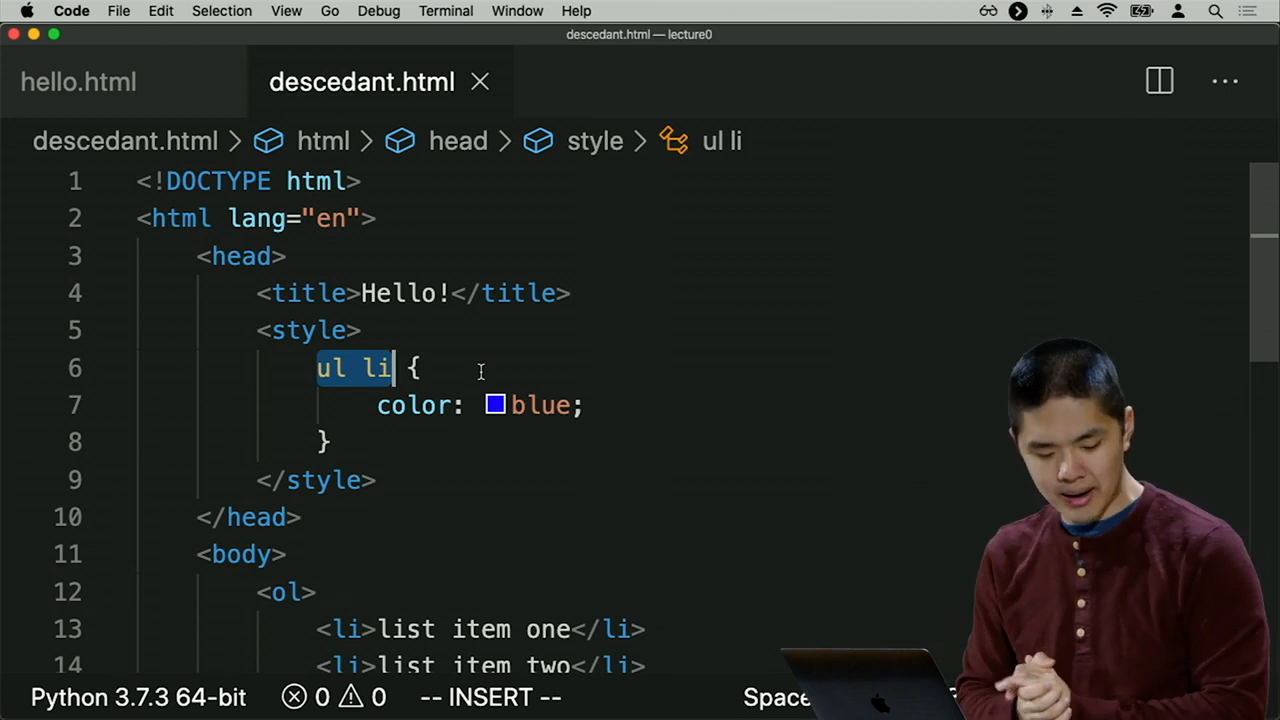 Code File Edit Selection View Go Debug Terminal Window Help
descedant.html — lecture0
hello.html descedant.html
descedant.html > html > head > style > ul li
1 <!DOCTYPE html>
2 <html lang="en">
3 <head>
4 <title>Hello!</title>
5 <style>
6 ul li {
7 color: blue;
8 }
9 </style>
10 </head>
11 <body>
12 <ol>
13 <li>list item one</li>
14 <li>list item two</li>
Python 3.7.3 64-bit 0 0 -- INSERT --